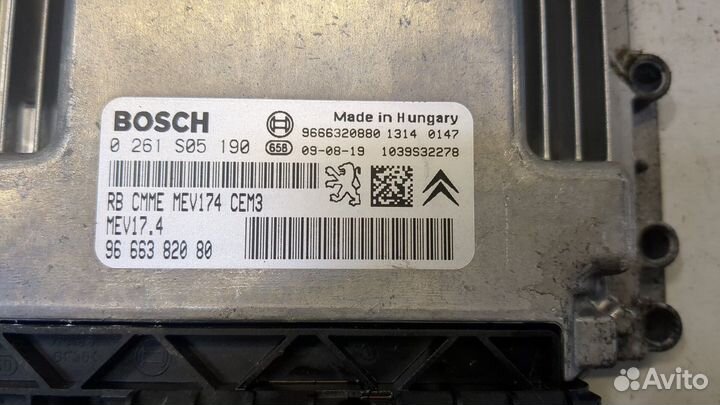 BOSCH
Made in Hungary
0 261 S05 190
9666320880 1314 0147
658 09-08-19 1039S32278
RB CMME MEV174 CEM3
MEV17.4
96 663 820 80
Avito